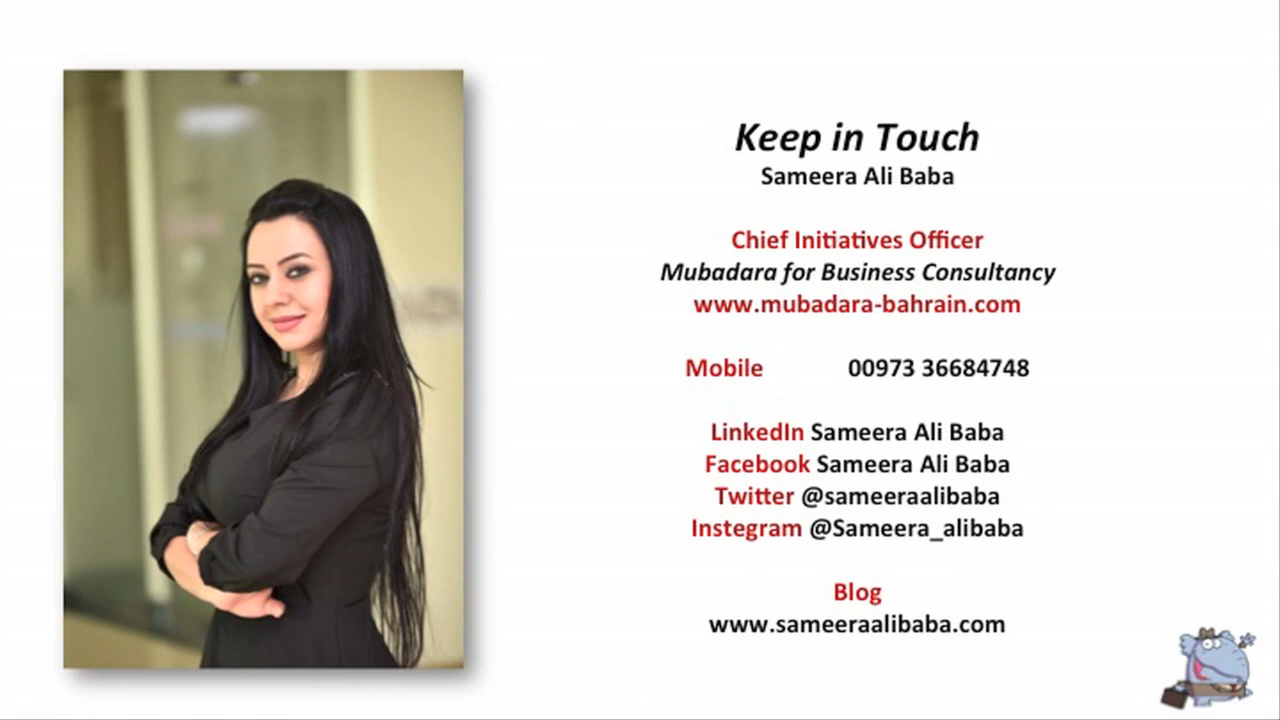 Keep in Touch
Sameera Ali Baba
Chief Initiatives Officer
Mubadara for Business Consultancy
www.mubadara-bahrain.com
Mobile 00973 36684748
LinkedIn Sameera Ali Baba
Facebook Sameera Ali Baba
Twitter @sameeraalibaba
Instegram @Sameera_alibaba
Blog
www.sameeraalibaba.com